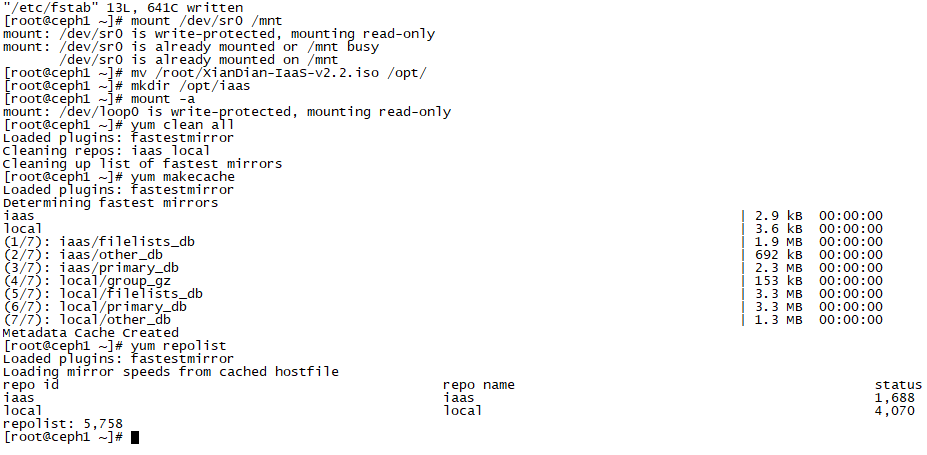 "/etc/fstab" 13L, 641C written
[root@ceph1 ~]# mount /dev/sr0 /mnt
mount: /dev/sr0 is write-protected, mounting read-only
mount: /dev/sr0 is already mounted or /mnt busy
       /dev/sr0 is already mounted on /mnt
[root@ceph1 ~]# mv /root/XianDian-IaaS-v2.2.iso /opt/
[root@ceph1 ~]# mkdir /opt/iaas
[root@ceph1 ~]# mount -a
mount: /dev/loop0 is write-protected, mounting read-only
[root@ceph1 ~]# yum clean all
Loaded plugins: fastestmirror
Cleaning repos: iaas local
Cleaning up list of fastest mirrors
[root@ceph1 ~]# yum makecache
Loaded plugins: fastestmirror
Determining fastest mirrors
iaas | 2.9 kB 00:00:00
local | 3.6 kB 00:00:00
(1/7): iaas/filelists_db | 1.9 MB 00:00:00
(2/7): iaas/other_db | 692 kB 00:00:00
(3/7): iaas/primary_db | 2.3 MB 00:00:00
(4/7): local/group_gz | 153 kB 00:00:00
(5/7): local/filelists_db | 3.3 MB 00:00:00
(6/7): local/primary_db | 3.3 MB 00:00:00
(7/7): local/other_db | 1.3 MB 00:00:00
Metadata Cache Created
[root@ceph1 ~]# yum repolist
Loaded plugins: fastestmirror
Loading mirror speeds from cached hostfile
repo id repo name status
iaas iaas 1,688
local local 4,070
repolist: 5,758
[root@ceph1 ~]#